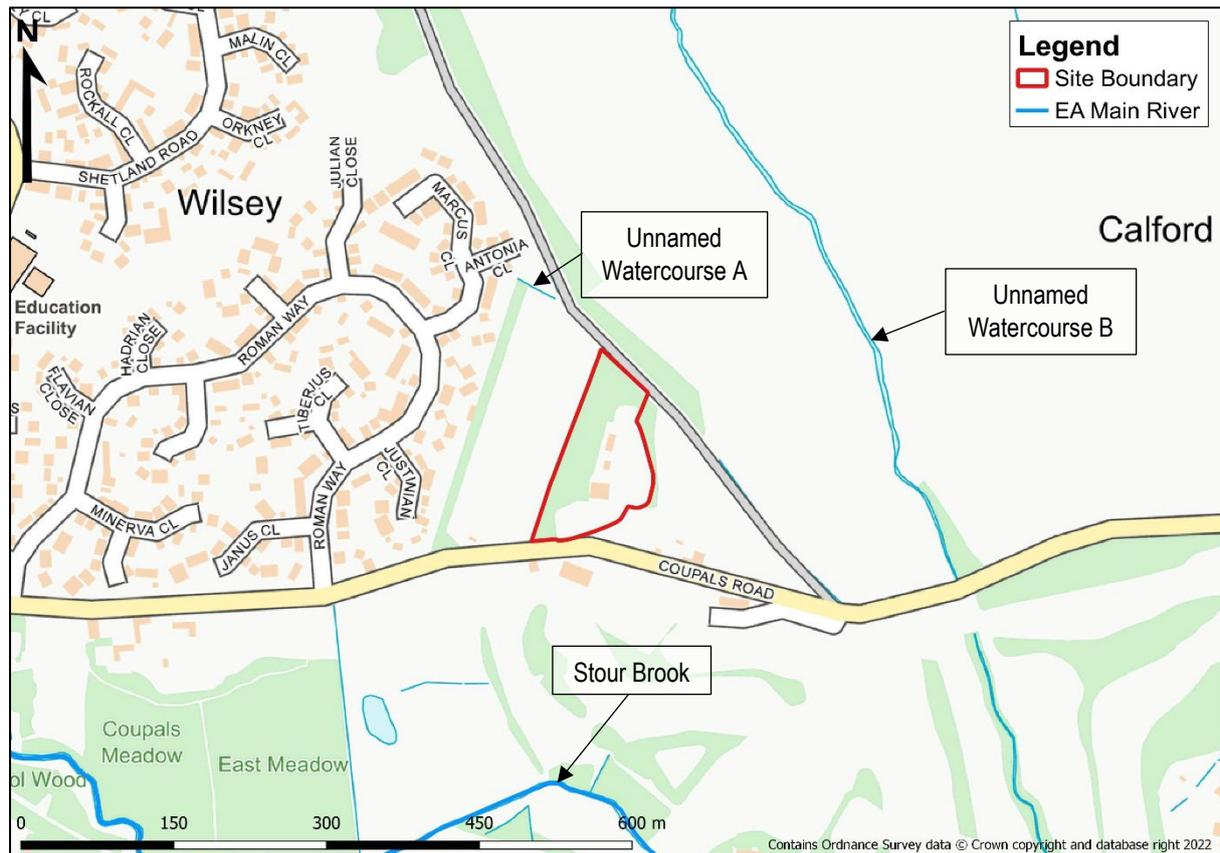 CL
N
MALIN CL
ROCKALL CL
ORKNEY
CL
SHETLAND ROAD
Wilsey
JULIAN
CLOSE
MARCUS
CL
ANTONIA
CL
Legend
Site Boundary
EA Main River
Unnamed
Watercourse A
Calford
Unnamed
Watercourse B
Education
Facility
HADRIAN
CLOSE
ROMAN WAY
FLAVIAN
CLOSE
S
TIBERIUS
CL
JUSTINIAN
CL
ROMAN WAY
MINERVA CL
JANUS CL
COUPALS ROAD
Stour Brook
Coupals
Meadow
East Meadow
ol Wood
0 150 300 450 600 m
Contains Ordnance Survey data © Crown copyright and database right 2022